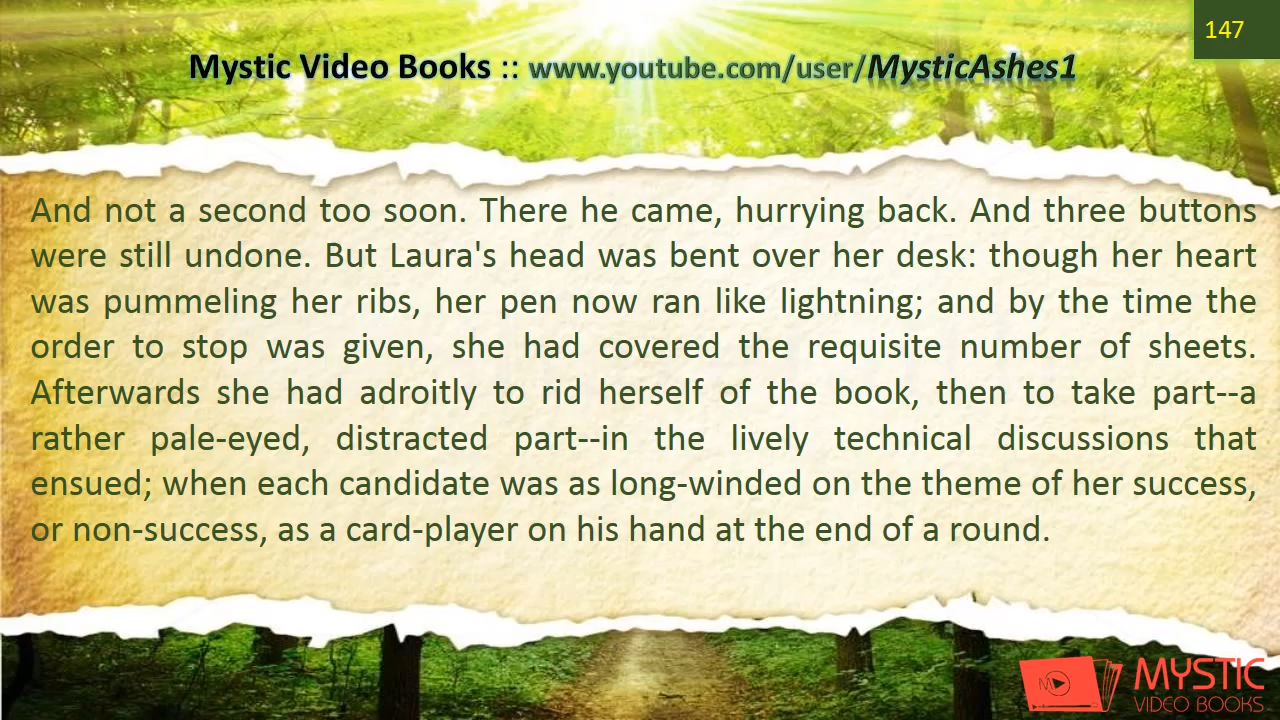 147
Mystic Video Books :: www.youtube.com/user/MysticAshes1
And not a second too soon. There he came, hurrying back. And three buttons
were still undone. But Laura's head was bent over her desk: though her heart
was pummeling her ribs, her pen now ran like lightning; and by the time the
order to stop was given, she had covered the requisite number of sheets.
Afterwards she had adroitly to rid herself of the book, then to take part--a
rather pale-eyed, distracted part--in the lively technical discussions that
ensued; when each candidate was as long-winded on the theme of her success,
or non-success, as a card-player on his hand at the end of a round.
MYSTIC
VIDEO BOOKS